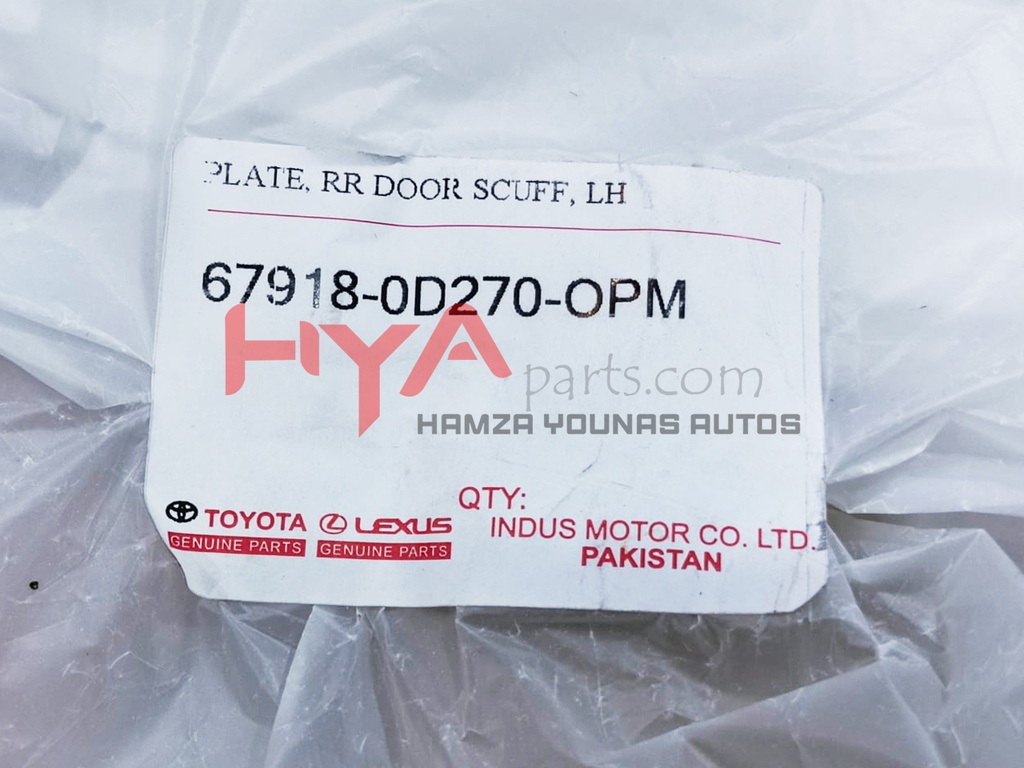 PLATE, RR DOOR SCUFF, LH
67918-0D270-OPM
HYA parts.com
HAMZA YOUNAS AUTOS
QTY:
TOYOTA LEXUS INDUS MOTOR CO. LTD.
GENUINE PARTS GENUINE PARTS PAKISTAN